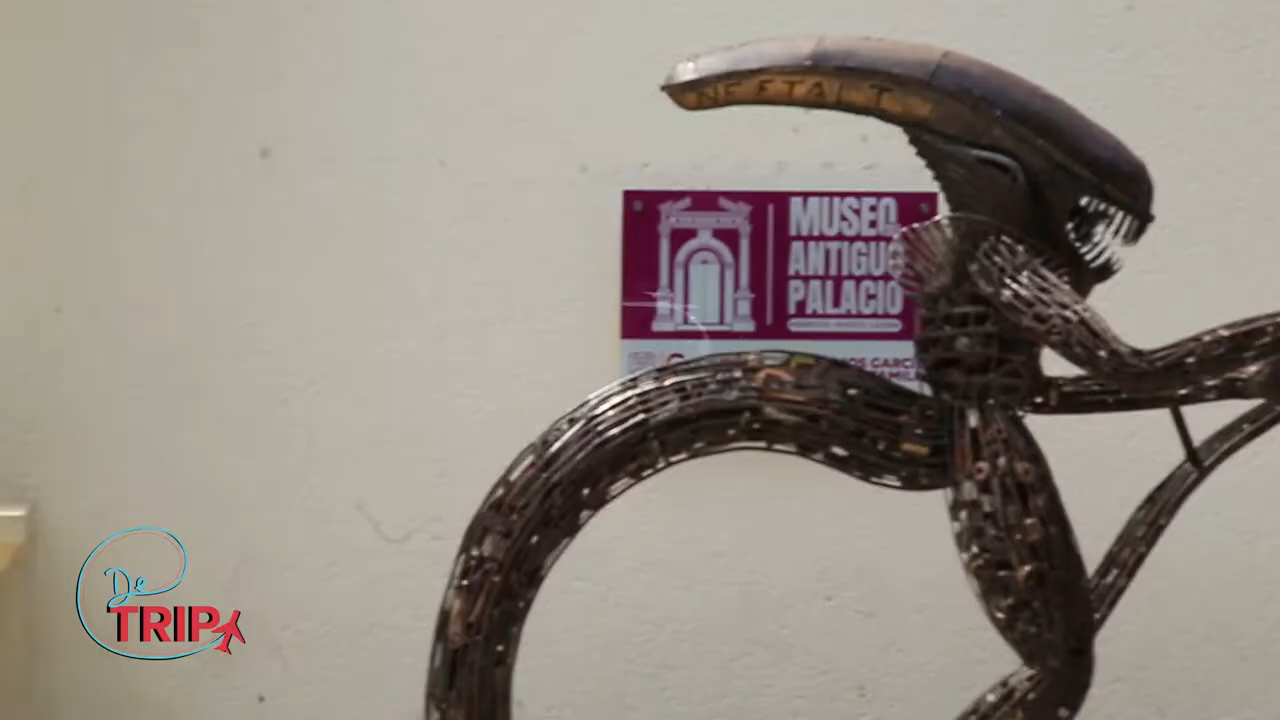 NEFTALI
MUSEO
ANTIGUO
PALACIO
De
TRIP